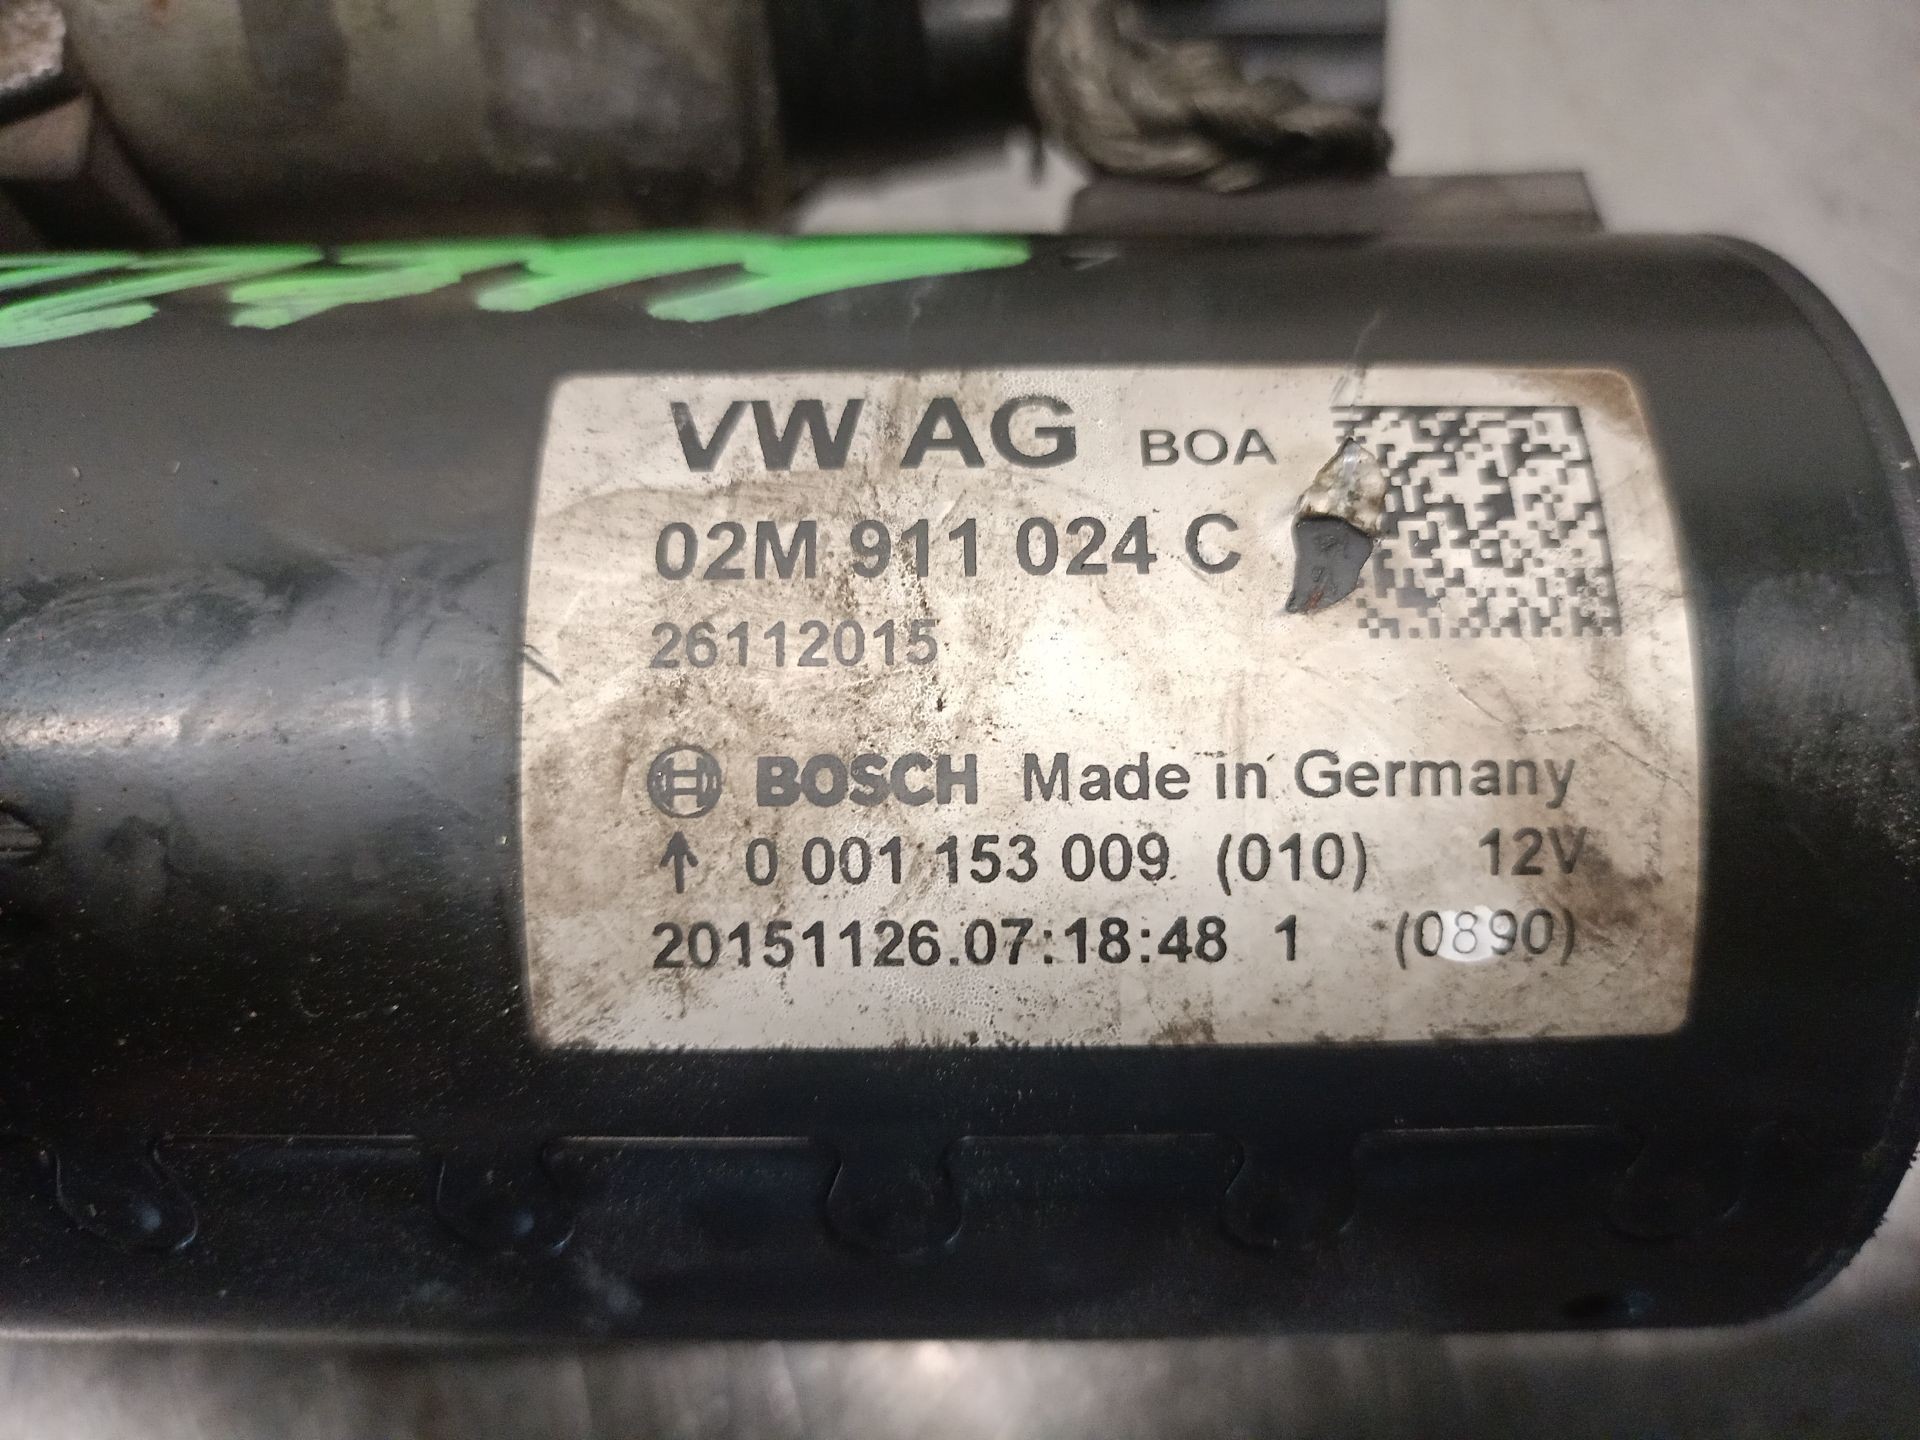 VW AG BOA
02M 911 024 C
26112015
BOSCH Made in Germany
↑ 0 001 153 009 (010) 12V
20151126.07:18:48 1 (0890)